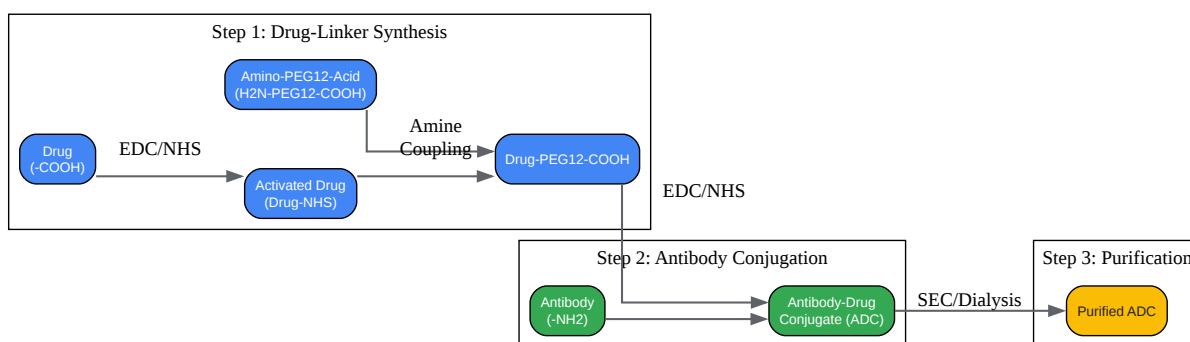 Step 1: Drug-Linker Synthesis
Amino-PEG12-Acid
(H2N-PEG12-COOH)
Drug
(-COOH)
EDC/NHS
Amine
Coupling
Activated Drug
(Drug-NHS)
Drug-PEG12-COOH
EDC/NHS
Step 2: Antibody Conjugation
Antibody
(-NH2)
Antibody-Drug
Conjugate (ADC)
SEC/Dialysis
Step 3: Purification
Purified ADC